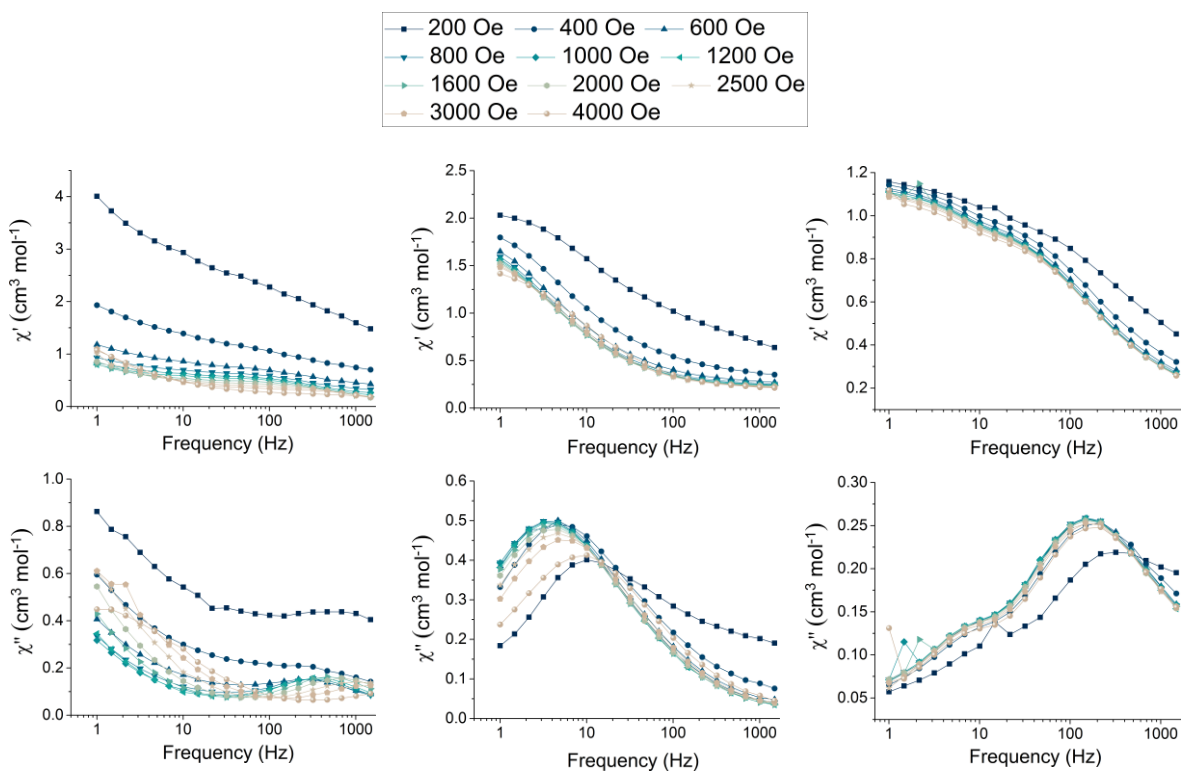 200 Oe 400 Oe 600 Oe
800 Oe 1000 Oe 1200 Oe
1600 Oe 2000 Oe 2500 Oe
3000 Oe 4000 Oe
χ' (cm³ mol⁻¹)
4
3
2
1
0
1 10 100 1000
Frequency (Hz)
χ' (cm³ mol⁻¹)
2.5
2.0
1.5
1.0
0.5
0.0
1 10 100 1000
Frequency (Hz)
χ' (cm³ mol⁻¹)
1.2
1.0
0.8
0.6
0.4
0.2
1 10 100 1000
Frequency (Hz)
χ'' (cm³ mol⁻¹)
1.0
0.8
0.6
0.4
0.2
0.0
1 10 100 1000
Frequency (Hz)
χ'' (cm³ mol⁻¹)
0.6
0.5
0.4
0.3
0.2
0.1
0.0
1 10 100 1000
Frequency (Hz)
χ'' (cm³ mol⁻¹)
0.30
0.25
0.20
0.15
0.10
0.05
1 10 100 1000
Frequency (Hz)